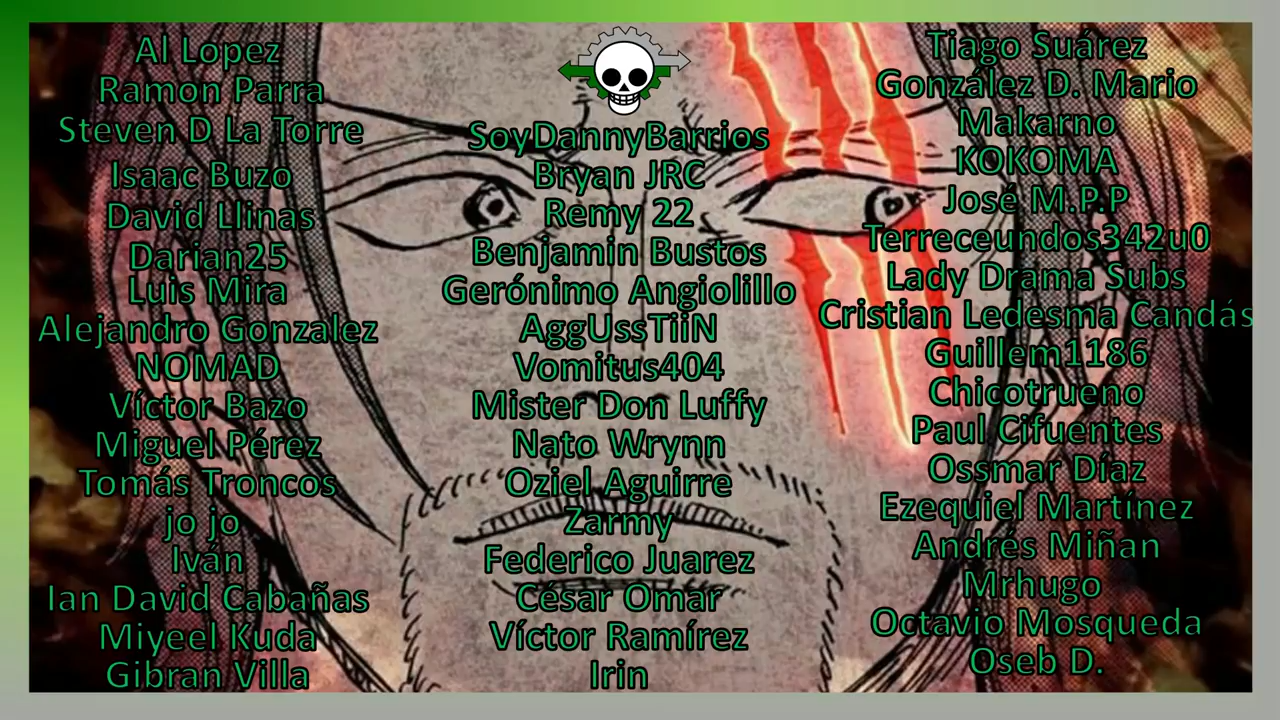 Al Lopez
Ramon Parra
Steven D La Torre
Isaac Buzo
David Llinas
Darian25
Luis Mira
Alejandro Gonzalez
NOMAD
Víctor Bazo
Miguel Pérez
Tomás Troncos
jo jo
Iván
Ian David Cabañas
Miyeel Kuda
Gibran Villa
SoyDannyBarrios
Bryan JRC
Remy 22
Benjamin Bustos
Gerónimo Angiolillo
AggUssTiiN
Vomitus404
Mister Don Luffy
Nato Wrynn
Oziel Aguirre
Zarmy
Federico Juarez
César Omar
Víctor Ramírez
Irin
Tiago Suárez
González D. Mario
Makarno
KOKOMA
José M.P.P
Terreceundos342u0
Lady Drama Subs
Cristian Ledesma Candás
Guillem1186
Chicotrueno
Paul Cifuentes
Ossmar Díaz
Ezequiel Martínez
Andrés Miñan
Mrhugo
Octavio Mosqueda
Oseb D.